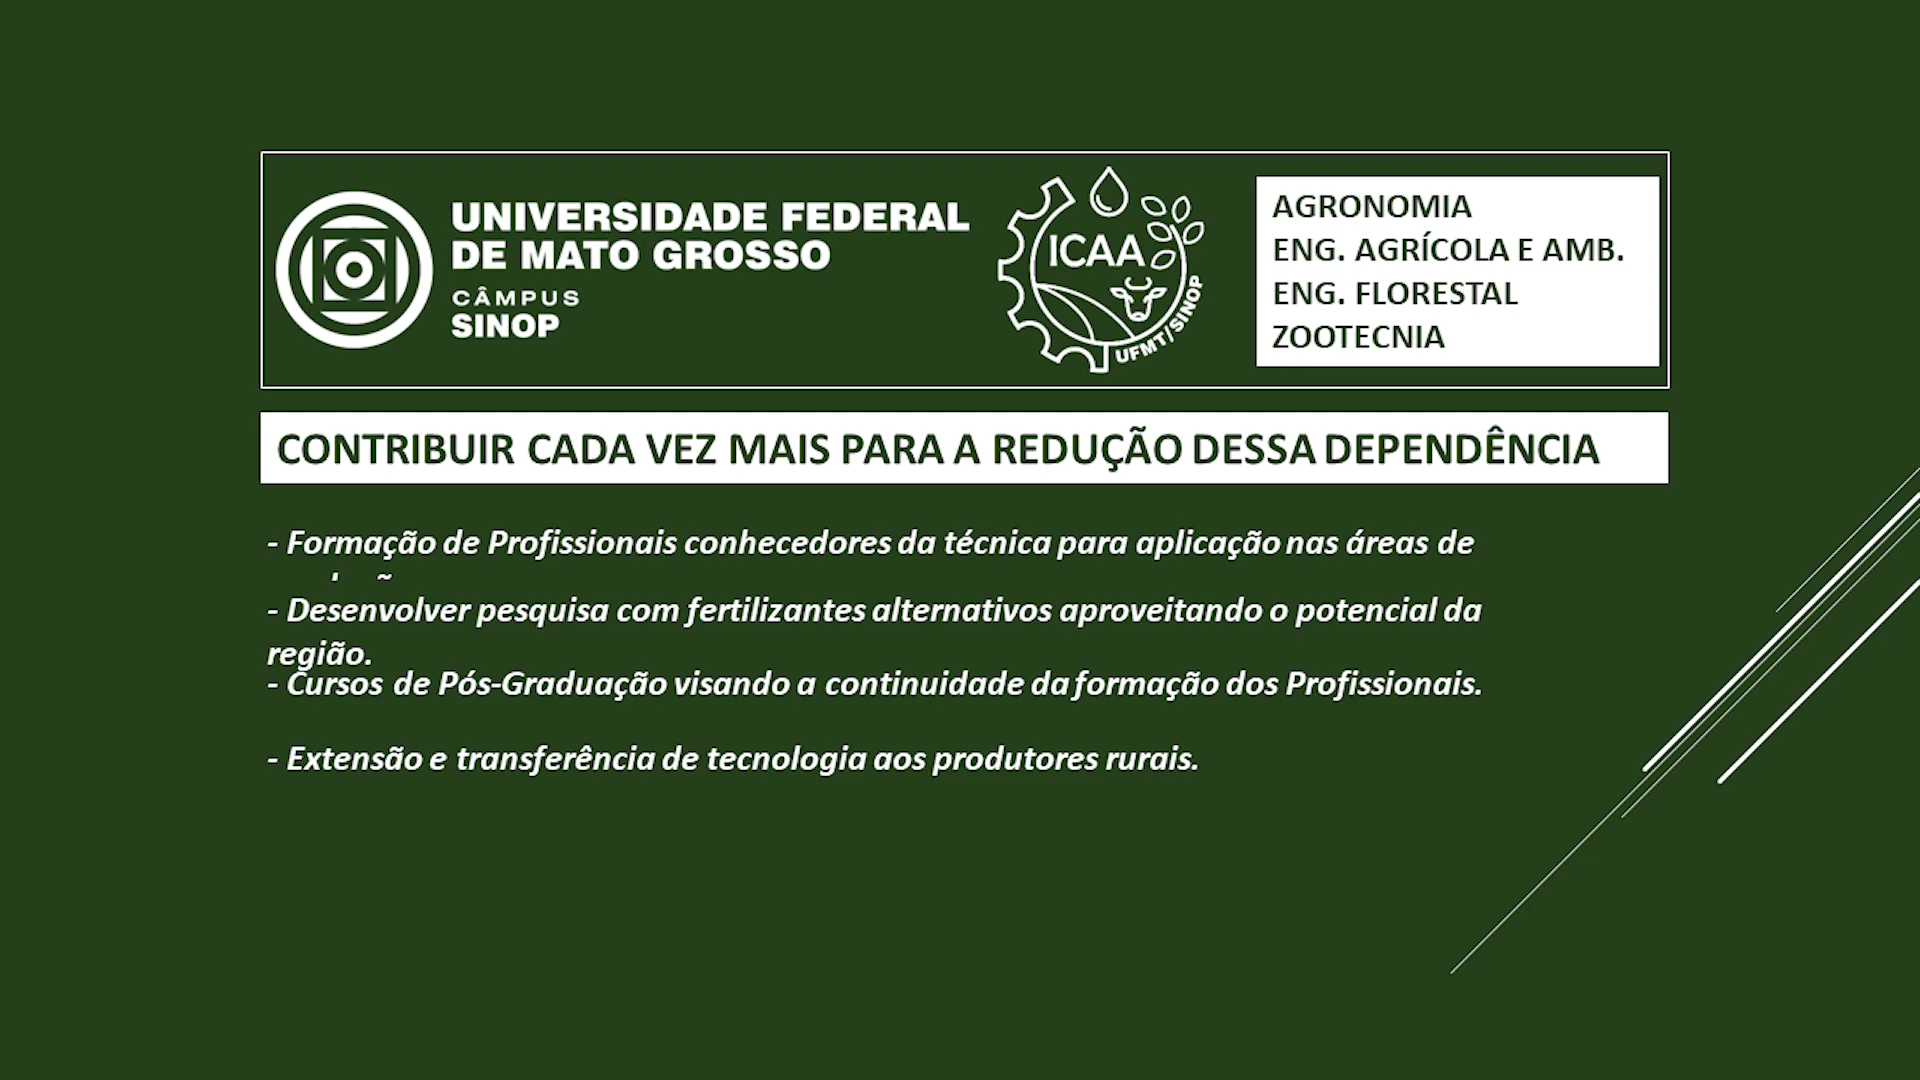 UNIVERSIDADE FEDERAL
DE MATO GROSSO
CÂMPUS
SINOP
ICAA
UFMT/SINOP
AGRONOMIA
ENG. AGRÍCOLA E AMB.
ENG. FLORESTAL
ZOOTECNIA
CONTRIBUIR CADA VEZ MAIS PARA A REDUÇÃO DESSA DEPENDÊNCIA
- Formação de Profissionais conhecedores da técnica para aplicação nas áreas de
- Desenvolver pesquisa com fertilizantes alternativos aproveitando o potencial da
região.
- Cursos de Pós-Graduação visando a continuidade da formação dos Profissionais.
- Extensão e transferência de tecnologia aos produtores rurais.